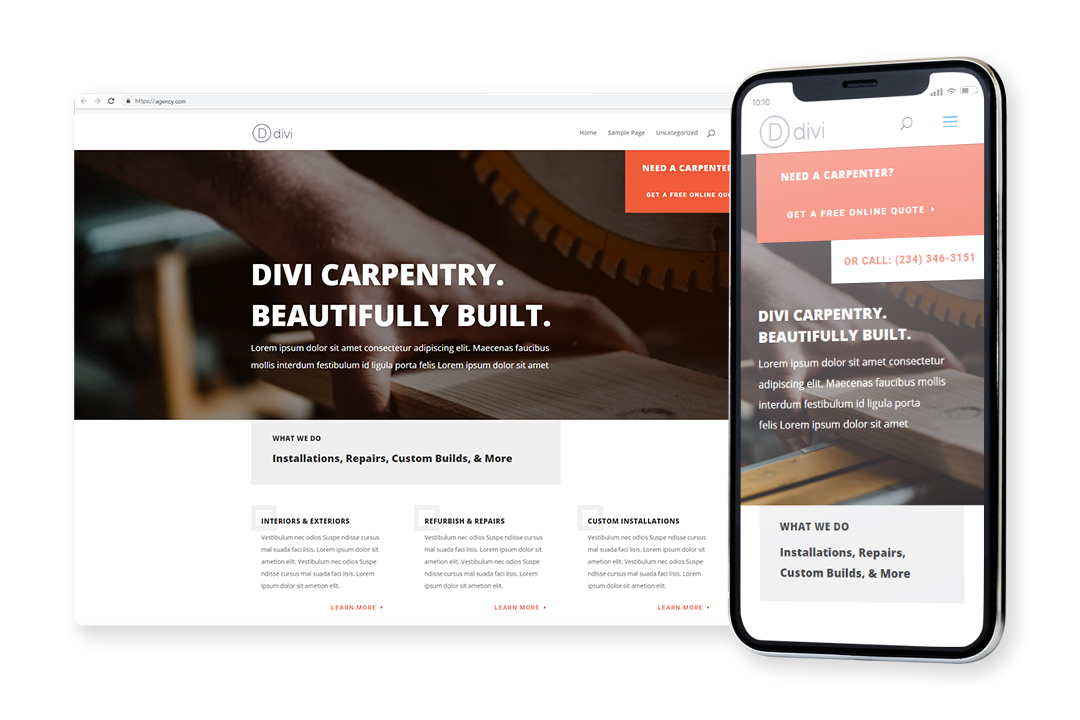 https://agency.com
D divi
Home Sample Page Uncategorized
NEED A CARPENTER
GET A FREE ONLINE QU
DIVI CARPENTRY.
BEAUTIFULLY BUILT.
Lorem ipsum dolor sit amet consectetur adipiscing elit. Maecenas faucibus
mollis interdum festibulum id ligula porta felis Lorem ipsum dolor sit amet
WHAT WE DO
Installations, Repairs, Custom Builds, & More
INTERIORS & EXTERIORS
Vestibulum nec odios Suspe ndisse cursus
mal suada faci lisis. Lorem ipsum dolor sit
ametion elit. Vestibulum nec odios Suspe
ndisse cursus mal suada faci lisis. Lorem
ipsum dolor sit ametion elit.
LEARN MORE
REFURBISH & REPAIRS
Vestibulum nec odios Suspe ndisse cursus
mal suada faci lisis. Lorem ipsum dolor sit
ametion elit. Vestibulum nec odios Suspe
ndisse cursus mal suada faci lisis. Lorem
ipsum dolor sit ametion elit.
LEARN MORE
CUSTOM INSTALLATIONS
Vestibulum nec odios Suspe ndisse cursus
mal suada faci lisis. Lorem ipsum dolor sit
ametion elit. Vestibulum nec odios Suspe
ndisse cursus mal suada faci lisis. Lorem
ipsum dolor sit ametion elit.
LEARN MORE
10:10
D divi
NEED A CARPENTER?
GET A FREE ONLINE QUOTE
OR CALL: (234) 346-3151
DIVI CARPENTRY.
BEAUTIFULLY BUILT.
Lorem ipsum dolor sit amet consectetur
adipiscing elit. Maecenas faucibus mollis
interdum festibulum id ligula porta
felis Lorem ipsum dolor sit amet
WHAT WE DO
Installations, Repairs,
Custom Builds, & More